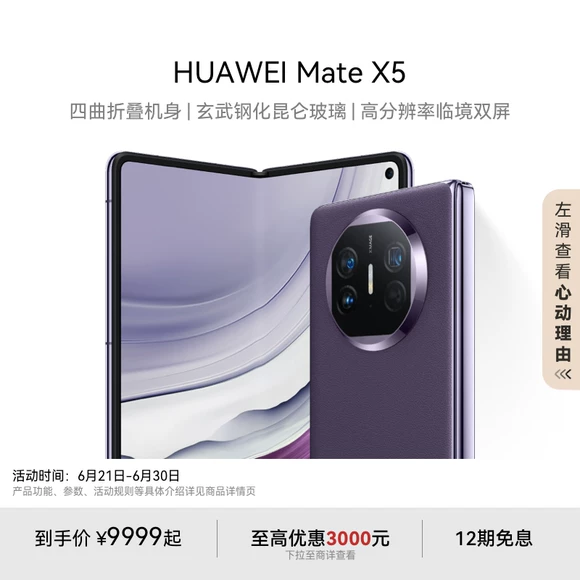 HUAWEI Mate X5
四曲折叠机身 | 玄武钢化昆仑玻璃 | 高分辨率临境双屏
XMAGE
左滑查看心动理由
活动时间：6月21日-6月30日
产品功能、参数、活动规则等具体介绍详见商品详情页
到手价 ¥9999起
至高优惠3000元
下拉至商详查看
12期免息